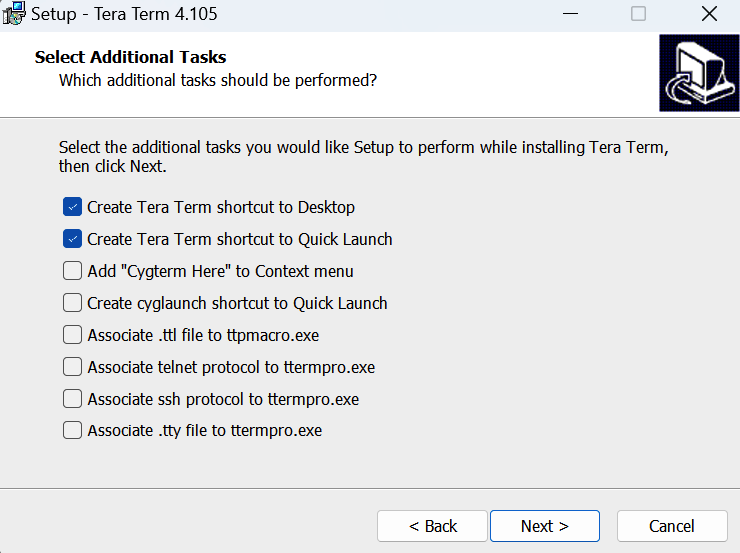 Setup - Tera Term 4.105
Select Additional Tasks
Which additional tasks should be performed?
Select the additional tasks you would like Setup to perform while installing Tera Term,
then click Next.
Create Tera Term shortcut to Desktop
Create Tera Term shortcut to Quick Launch
Add "Cygterm Here" to Context menu
Create cyglaunch shortcut to Quick Launch
Associate .ttl file to ttpmacro.exe
Associate telnet protocol to ttermpro.exe
Associate ssh protocol to ttermpro.exe
Associate .tty file to ttermpro.exe
< Back
Next >
Cancel